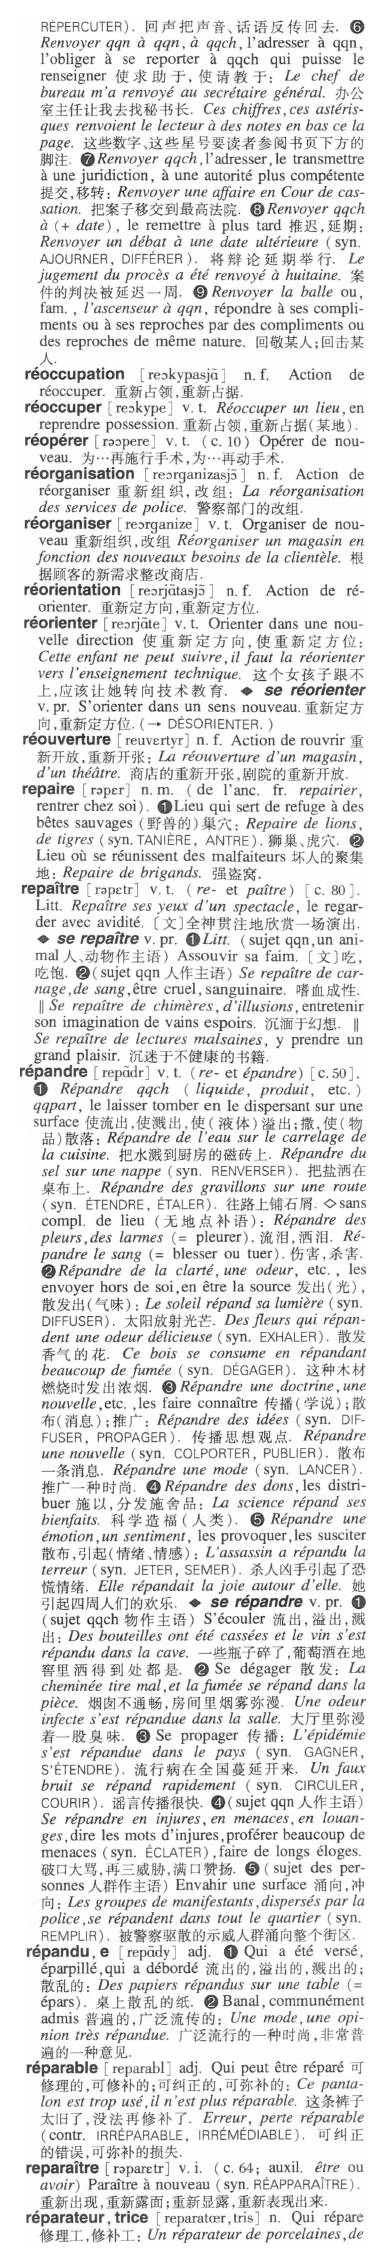 RÉPERCUTER). 回声把声音、话语反传回去. ❻
Renvoyer qqn à qqn, à qqch, l'adresser à qqn,
l'obliger à se reporter à qqch qui puisse le
renseigner 使求助于, 使请教于: Le chef de
bureau m'a renvoyé au secrétaire général. 办公
室主任让我去找秘书长. Ces chiffres, ces astéris-
ques renvoient le lecteur à des notes en bas ce la
page. 这些数字、这些星号要读者参阅书页下方的
脚注. ❼ Renvoyer qqch, l'adresser, le transmettre
à une juridiction, à une autorité plus compétente
提交, 移转: Renvoyer une affaire en Cour de cas-
sation. 把案子移交到最高法院. ❽ Renvoyer qqch
à (+ date), le remettre à plus tard 推迟, 延期:
Renvoyer un débat à une date ultérieure (syn.
AJOURNER, DIFFÉRER). 将辩论延期举行. Le
jugement du procès a été renvoyé à huitaine. 案
件的判决被延迟一周. ❾ Renvoyer la balle ou,
fam., l'ascenseur à qqn, répondre à ses compli-
ments ou à ses reproches par des compliments ou
des reproches de même nature. 回敬某人; 回击某
人.
réoccupation [reɔkypasjɔ̃] n. f. Action de
réoccuper. 重新占领, 重新占据.
réoccuper [reɔkype] v. t. Réoccuper un lieu, en
reprendre possession. 重新占领, 重新占据(某地).
réopérer [reɔpere] v. t. (c. 10) Opérer de nou-
veau. 为…再施行手术, 为…再动手术.
réorganisation [reɔrganizasjɔ̃] n. f. Action de
réorganiser 重新组织, 改组: La réorganisation
des services de police. 警察部门的改组.
réorganiser [reɔrganize] v. t. Organiser de nou-
veau 重新组织, 改组 Réorganiser un magasin en
fonction des nouveaux besoins de la clientèle. 根
据顾客的新需求整改商店.
réorientation [reɔrjɑ̃tasjɔ̃] n. f. Action de ré-
orienter. 重新定方向, 重新定方位.
réorienter [reɔrjɑ̃te] v. t. Orienter dans une nou-
velle direction 使重新定方向, 使重新定方位:
Cette enfant ne peut suivre, il faut la réorienter
vers l'enseignement technique. 这个女孩子跟不
上, 应该让她转向技术教育. ◆ se réorienter
v. pr. S'orienter dans un sens nouveau. 重新定方
向, 重新定方位. (→ DÉSORIENTER. )
réouverture [reuvɛrtyr] n. f. Action de rouvrir 重
新开放, 重新开张: La réouverture d'un magasin,
d'un théâtre. 商店的重新开张, 剧院的重新开放.
repaire [rəpɛr] n. m. ( de l'anc. fr. repairier,
rentrer chez soi). ❶ Lieu qui sert de refuge à des
bêtes sauvages (野兽的)巢穴: Repaire de lions,
de tigres (syn. TANIÈRE, ANTRE). 狮巢、虎穴. ❷
Lieu où se réunissent des malfaiteurs 坏人的聚集
地: Repaire de brigands. 强盗窝.
repaître [rəpɛtr] v. t. ( re- et paître) [c. 80].
Litt. Repaître ses yeux d'un spectacle, le regar-
der avec avidité. [文]全神贯注地欣赏一场演出.
◆ se repaître v. pr. ❶ Litt. (sujet qqn, un ani-
mal 人、动物作主语) Assouvir sa faim. [文]吃,
吃饱. ❷ (sujet qqn 人作主语) Se repaître de car-
nage, de sang, être cruel, sanguinaire. 嗜血成性.
‖ Se repaître de chimères, d'illusions, entretenir
son imagination de vains espoirs. 沉湎于幻想. ‖
Se repaître de lectures malsaines, y prendre un
grand plaisir. 沉迷于不健康的书籍.
répandre [repɑ̃dr] v. t. ( re- et épandre) [c.50].
❶ Répandre qqch ( liquide, produit, etc. )
qqpart, le laisser tomber en le dispersant sur une
surface 使流出, 使溅出, 使(液体)溢出; 撒, 使(物
品)散落: Répandre de l'eau sur le carrelage de
la cuisine. 把水溅到厨房的磁砖上. Répandre du
sel sur une nappe (syn. RENVERSER). 把盐洒在
桌布上. Répandre des gravillons sur une route
(syn. ÉTENDRE, ÉTALER). 往路上铺石屑. ◇ sans
compl. de lieu (无地点补语): Répandre des
pleurs, des larmes (= pleurer). 流泪, 洒泪. Ré-
pandre le sang (= blesser ou tuer). 伤害, 杀害.
❷ Répandre de la clarté, une odeur, etc., les
envoyer hors de soi, en être la source 发出(光),
散发出(气味): Le soleil répand sa lumière (syn.
DIFFUSER). 太阳放射光芒. Des fleurs qui répan-
dent une odeur délicieuse (syn. EXHALER). 散发
香气的花. Ce bois se consume en répandant
beaucoup de fumée (syn. DÉGAGER). 这种木材
燃烧时发出浓烟. ❸ Répandre une doctrine, une
nouvelle, etc., les faire connaître 传播(学说); 散
布(消息); 推广: Répandre des idées (syn. DIF-
FUSER, PROPAGER). 传播思想观点. Répandre
une nouvelle (syn. COLPORTER, PUBLIER). 散布
一条消息. Répandre une mode (syn. LANCER).
推广一种时尚. ❹ Répandre des dons, les distri-
buer 施以, 分发施舍品: La science répand ses
bienfaits. 科学造福(人类). ❺ Répandre une
émotion, un sentiment, les provoquer, les susciter
散布, 引起(情绪、情感): L'assassin a répandu la
terreur (syn. JETER, SEMER). 杀人凶手引起了恐
慌情绪. Elle répandait la joie autour d'elle. 她
引起四周人们的欢乐. ◆ se répandre v. pr. ❶
(sujet qqch 物作主语) S'écouler 流出, 溢出, 溅
出: Des bouteilles ont été cassées et le vin s'est
répandu dans la cave. 一些瓶子碎了, 葡萄酒在地
窖里洒得到处都是. ❷ Se dégager 散发: La
cheminée tire mal, et la fumée se répand dans la
pièce. 烟囱不通畅, 房间里烟雾弥漫. Une odeur
infecte s'est répandue dans la salle. 大厅里弥漫
着一股臭味. ❸ Se propager 传播: L'épidémie
s'est répandue dans le pays ( syn. GAGNER,
S'ÉTENDRE). 流行病在全国蔓延开来. Un faux
bruit se répand rapidement ( syn. CIRCULER,
COURIR). 谣言传播很快. ❹ (sujet qqn 人作主语)
Se répandre en injures, en menaces, en louan-
ges, dire les mots d'injures, proférer beaucoup de
menaces (syn. ÉCLATER), faire de longs éloges.
破口大骂, 再三威胁, 满口赞扬. ❺ ( sujet des per-
sonnes 人群作主语) Envahir une surface 涌向, 冲
向: Les groupes de manifestants, dispersés par la
police, se répandent dans tout le quartier (syn.
REMPLIR). 被警察驱散的示威人群涌向整个街区.
répandu, e [repɑ̃dy] adj. ❶ Qui a été versé,
éparpillé, qui a débordé 流出的, 溢出的, 溅出的;
散乱的: Des papiers répandus sur une table (=
épars). 桌上散乱的纸. ❷ Banal, communément
admis 普遍的, 广泛流传的: Une mode, une opi-
nion très répandue. 广泛流行的一种时尚, 非常普
遍的一种意见.
réparable [reparabl] adj. Qui peut être réparé 可
修理的, 可修补的; 可纠正的, 可弥补的: Ce panta-
lon est trop usé, il n'est plus réparable. 这条裤子
太旧了, 没法再修补了. Erreur, perte réparable
(contr. IRRÉPARABLE, IRRÉMÉDIABLE). 可纠正
的错误, 可弥补的损失.
reparaître [rəparɛtr] v. i. (c. 64; auxil. être ou
avoir) Paraître à nouveau (syn. RÉAPPARAÎTRE).
重新出现, 重新露面; 重新显露, 重新表现出来.
réparateur, trice [reparatœr, tris] n. Qui répare
修理工, 修补工: Un réparateur de porcelaines, de